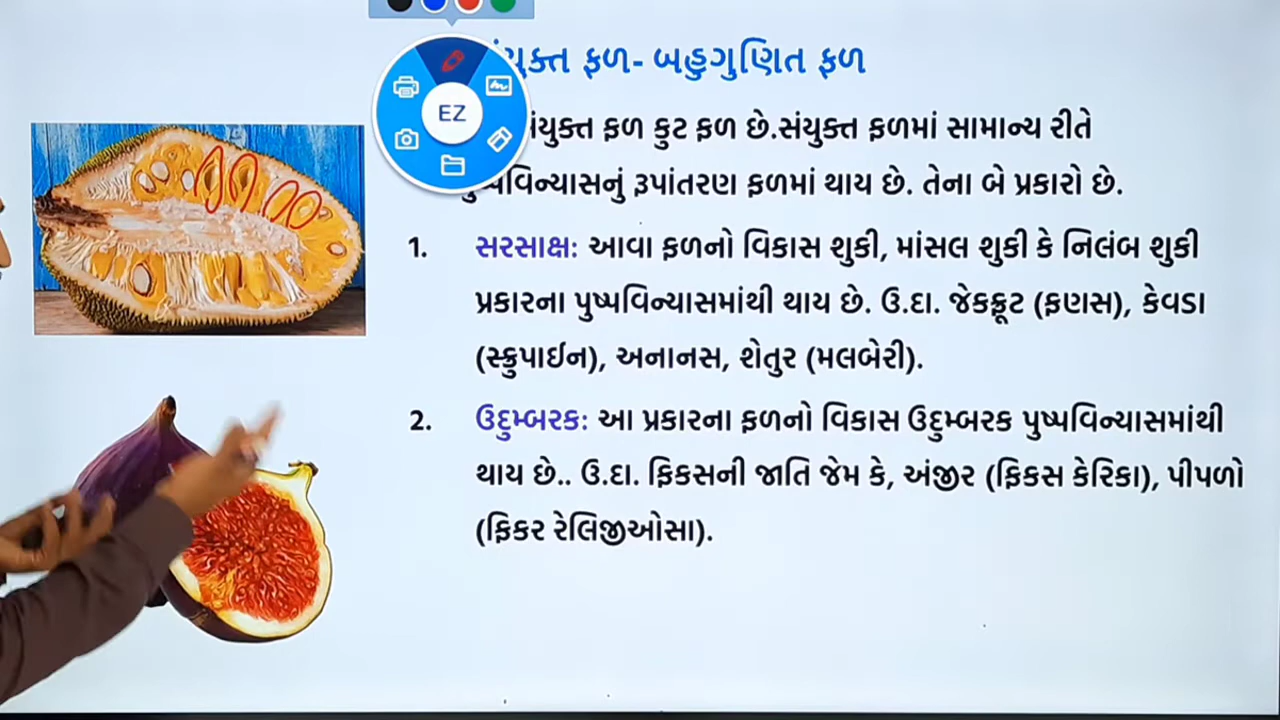 ફળ- બહુગુણિત ફળ
ફળ કુટ ફળ છે.સંયુક્ત ફળમાં સામાન્ય રીતે
રૂપાંતરણ ફળમાં થાય છે. તેના બે પ્રકારો છે.
EZ
1. સરસાક્ષ: આવા ફળનો વિકાસ શુકી, માંસલ શુકી કે નિલંબ શુકી
પ્રકારના પુષ્પવિન્યાસમાંથી થાય છે. ઉ.દા. જેકફ્રૂટ (ફણસ), કેવડા
(સ્ક્રુપાઈન), અનાનસ, શેતુર (મલબેરી).
2. ઉદુમ્બરક: આ પ્રકારના ફળનો વિકાસ ઉદુમ્બરક પુષ્પવિન્યાસમાંથી
થાય છે.. ઉ.દા. ફિકસની જાતિ જેમ કે, અંજીર (ફિકસ કેરિકા), પીપળો
(ફિકર રેલિજીઓસા).